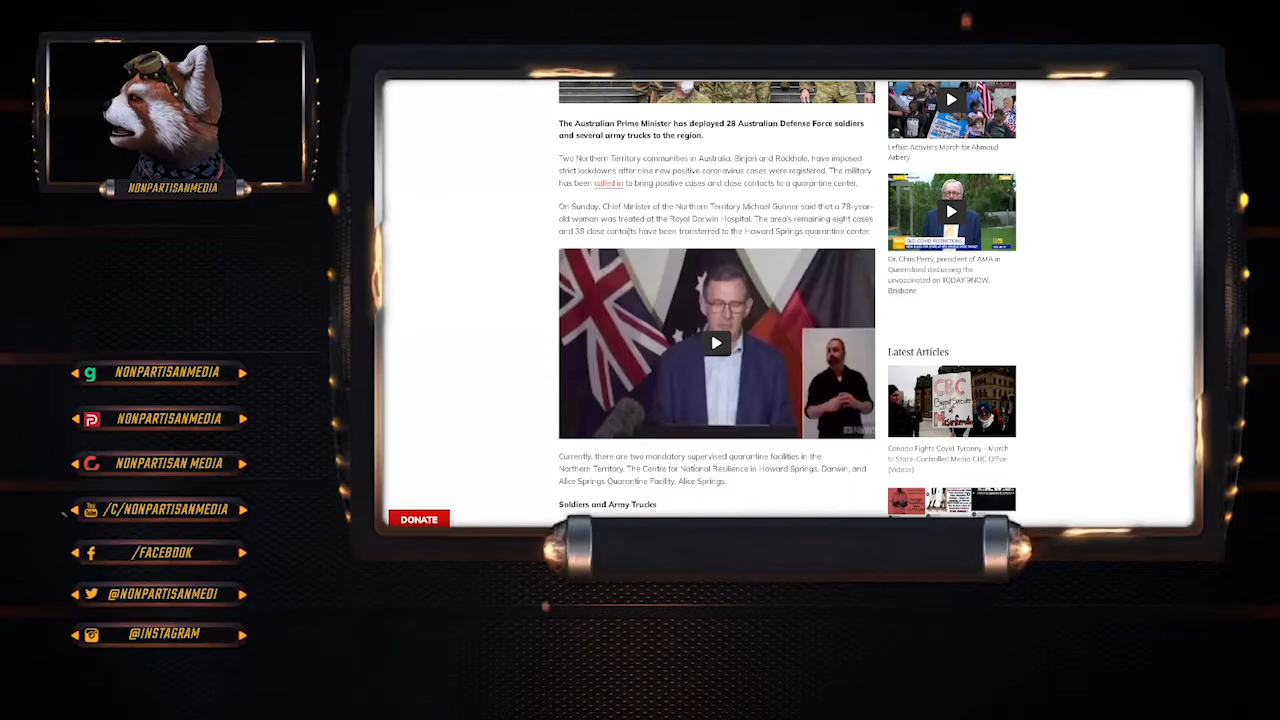 NONPARTISANMEDIA
NONPARTISANMEDIA
NONPARTISANMEDIA
NONPARTISAN MEDIA
/C/NONPARTISANMEDIA
/FACEBOOK
@NONPARTISANMEDI
@INSTAGRAM
The Australian Prime Minister has deployed 28 Australian Defense Force soldiers
and several army trucks to the region.
Two Northern Territory communities in Australia, Binjari and Rockhole, have imposed
strict lockdowns after nine new positive coronavirus cases were registered. The military
has been called in to bring positive cases and close contacts to a quarantine center.
On Sunday, Chief Minister of the Northern Territory Michael Gunner said that a 78-year-
old woman was treated at the Royal Darwin Hospital. The area's remaining eight cases
and 38 close contacts have been transferred to the Howard Springs quarantine center.
Currently, there are two mandatory supervised quarantine facilities in the
Northern Territory. The Centre for National Resilience in Howard Springs, Darwin, and
Alice Springs Quarantine Facility, Alice Springs.
Soldiers and Army Trucks
DONATE
Leftist Activists March for Ahmaud
Arbery
QLD COVID RESTRICTIONS
Dr. Chris Perry, president of AMA in
Queensland discussing the
unvaccinated on TODAY 9NOW,
Brisbane
Latest Articles
CBC
Canada Fights Covid Tyranny – March
to State-Controlled Media CBC Office
(Videos)